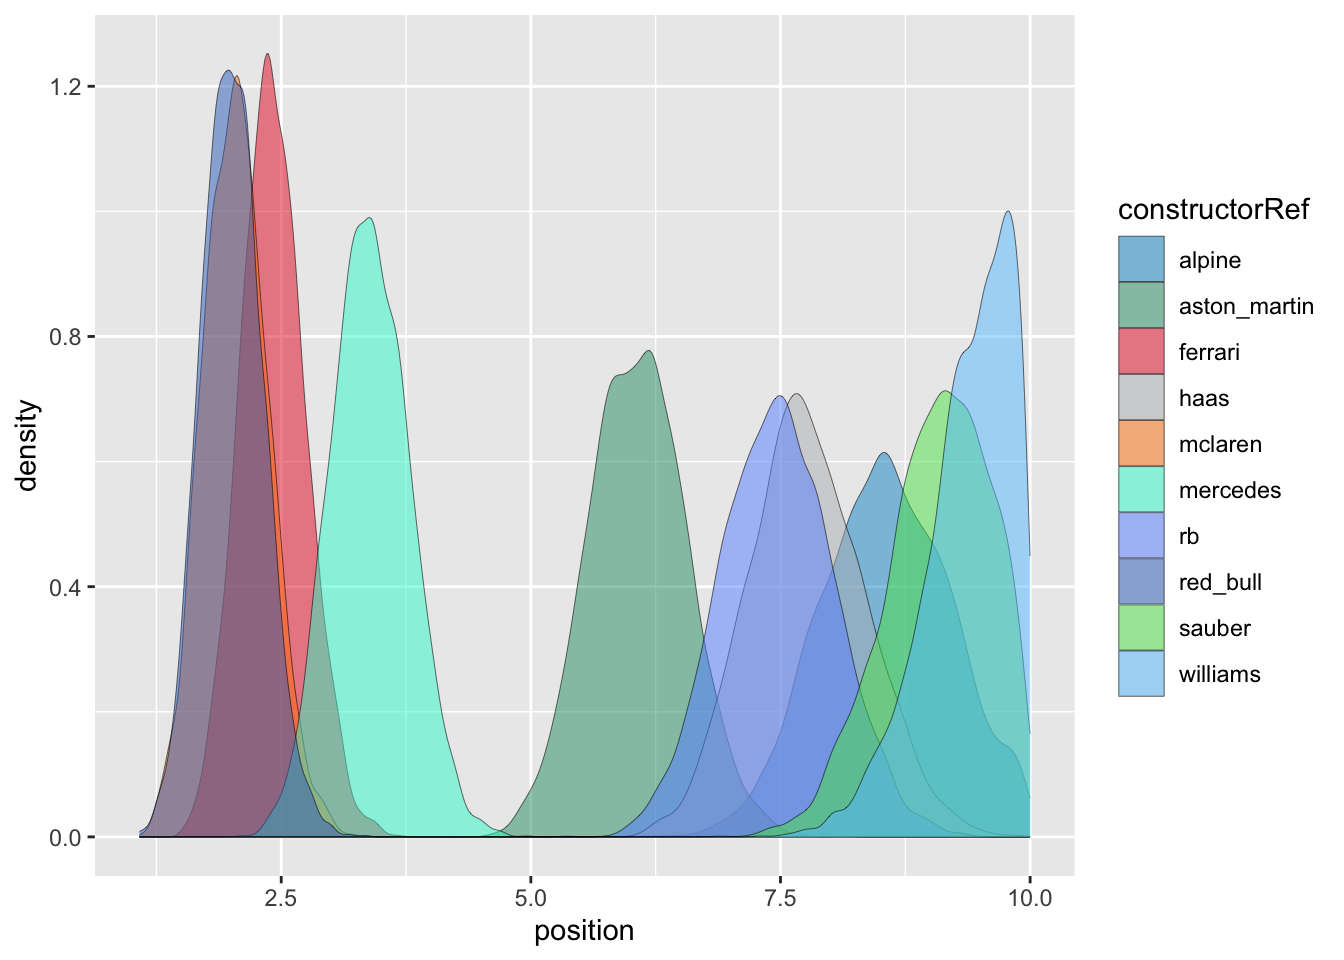 1.2
0.8
0.4
0.0
density
2.5 5.0 7.5 10.0
position
constructorRef
alpine
aston_martin
ferrari
haas
mclaren
mercedes
rb
red_bull
sauber
williams